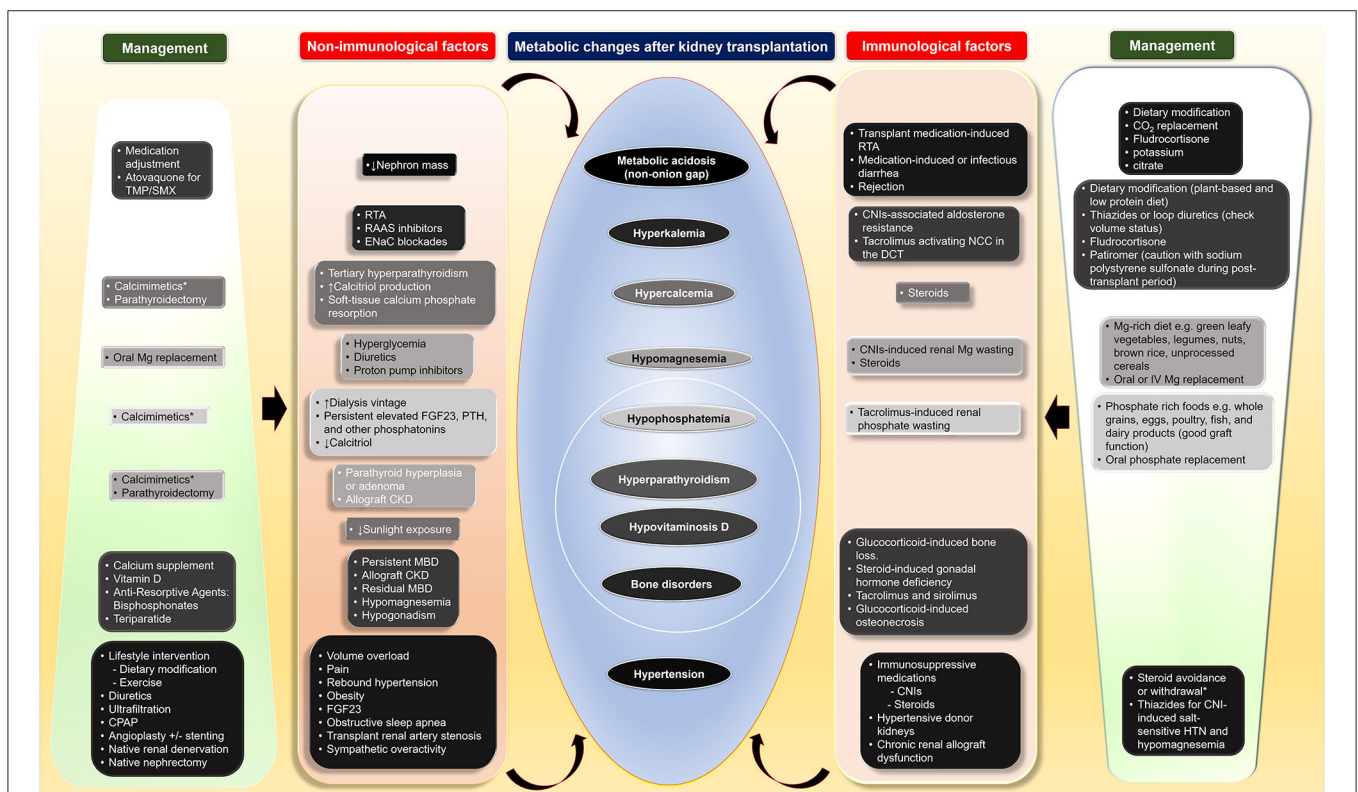 Management
Non-immunological factors
Metabolic changes after kidney transplantation
Immunological factors
Management
• Medication
adjustment
• Atovaquone for
TMP/SMX
• Calcimimetics*
• Parathyroidectomy
• Oral Mg replacement
• Calcimimetics*
• Calcimimetics*
• Parathyroidectomy
• Calcium supplement
• Vitamin D
• Anti-Resorptive Agents:
Bisphosphonates
• Teriparatide
• Lifestyle intervention
- Dietary modification
- Exercise
• Diuretics
• Ultrafiltration
• CPAP
• Angioplasty +/- stenting
• Native renal denervation
• Native nephrectomy
↓Nephron mass
• RTA
• RAAS inhibitors
• ENaC blockades
• Tertiary hyperparathyroidism
• ↑Calcitriol production
• Soft-tissue calcium phosphate
resorption
• Hyperglycemia
• Diuretics
• Proton pump inhibitors
• ↑Dialysis vintage
• Persistent elevated FGF23, PTH,
and other phosphatonins
• ↓Calcitriol
• Parathyroid hyperplasia
or adenoma
• Allograft CKD
• ↓Sunlight exposure
• Persistent MBD
• Allograft CKD
• Residual MBD
• Hypomagnesemia
• Hypogonadism
• Volume overload
• Pain
• Rebound hypertension
• Obesity
• FGF23
• Obstructive sleep apnea
• Transplant renal artery stenosis
• Sympathetic overactivity
Metabolic acidosis
(non-onion gap)
Hyperkalemia
Hypercalcemia
Hypomagnesemia
Hypophosphatemia
Hyperparathyroidism
Hypovitaminosis D
Bone disorders
Hypertension
• Transplant medication-induced
RTA
• Medication-induced or infectious
diarrhea
• Rejection
• CNIs-associated aldosterone
resistance
• Tacrolimus activating NCC in
the DCT
• Steroids
• CNIs-induced renal Mg wasting
• Steroids
• Tacrolimus-induced renal
phosphate wasting
• Glucocorticoid-induced bone
loss.
• Steroid-induced gonadal
hormone deficiency
• Tacrolimus and sirolimus
• Glucocorticoid-induced
osteonecrosis
• Immunosuppressive
medications
- CNIs
- Steroids
• Hypertensive donor
kidneys
• Chronic renal allograft
dysfunction
• Dietary modification
• CO₂ replacement
• Fludrocortisone
• potassium
• citrate
• Dietary modification (plant-based and
low protein diet)
• Thiazides or loop diuretics (check
volume status)
• Fludrocortisone
• Patiromer (caution with sodium
polystyrene sulfonate during post-
transplant period)
• Mg-rich diet e.g. green leafy
vegetables, legumes, nuts,
brown rice, unprocessed
cereals
• Oral or IV Mg replacement
• Phosphate rich foods e.g. whole
grains, eggs, poultry, fish, and
dairy products (good graft
function)
• Oral phosphate replacement
• Steroid avoidance
or withdrawal*
• Thiazides for CNI-
induced salt-
sensitive HTN and
hypomagnesemia